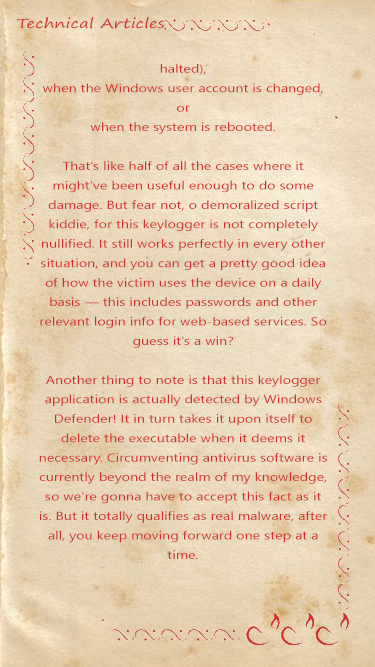 Technical Articles
halted),
when the Windows user account is changed,
or
when the system is rebooted.
That's like half of all the cases where it
might've been useful enough to do some
damage. But fear not, o demoralized script
kiddie, for this keylogger is not completely
nullified. It still works perfectly in every other
situation, and you can get a pretty good idea
of how the victim uses the device on a daily
basis — this includes passwords and other
relevant login info for web-based services. So
guess it's a win?
Another thing to note is that this keylogger
application is actually detected by Windows
Defender! It in turn takes it upon itself to
delete the executable when it deems it
necessary. Circumventing antivirus software is
currently beyond the realm of my knowledge,
so we're gonna have to accept this fact as it
is. But it totally qualifies as real malware, after
all, you keep moving forward one step at a
time.